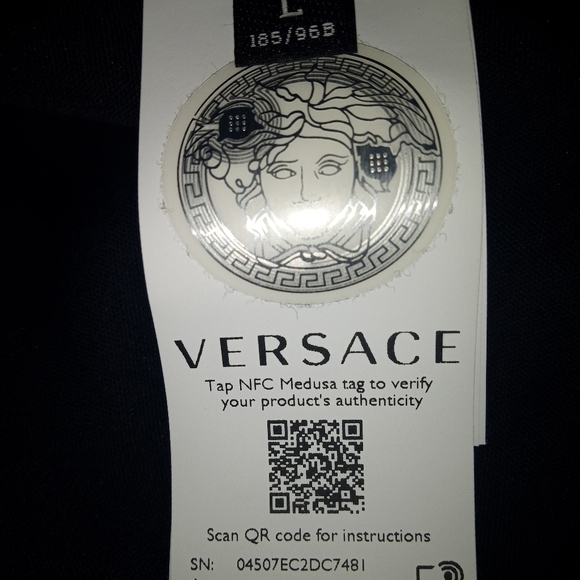 L
185/96B
VERSACE
Tap NFC Medusa tag to verify
your product's authenticity
Scan QR code for instructions
SN: 04507EC2DC7481